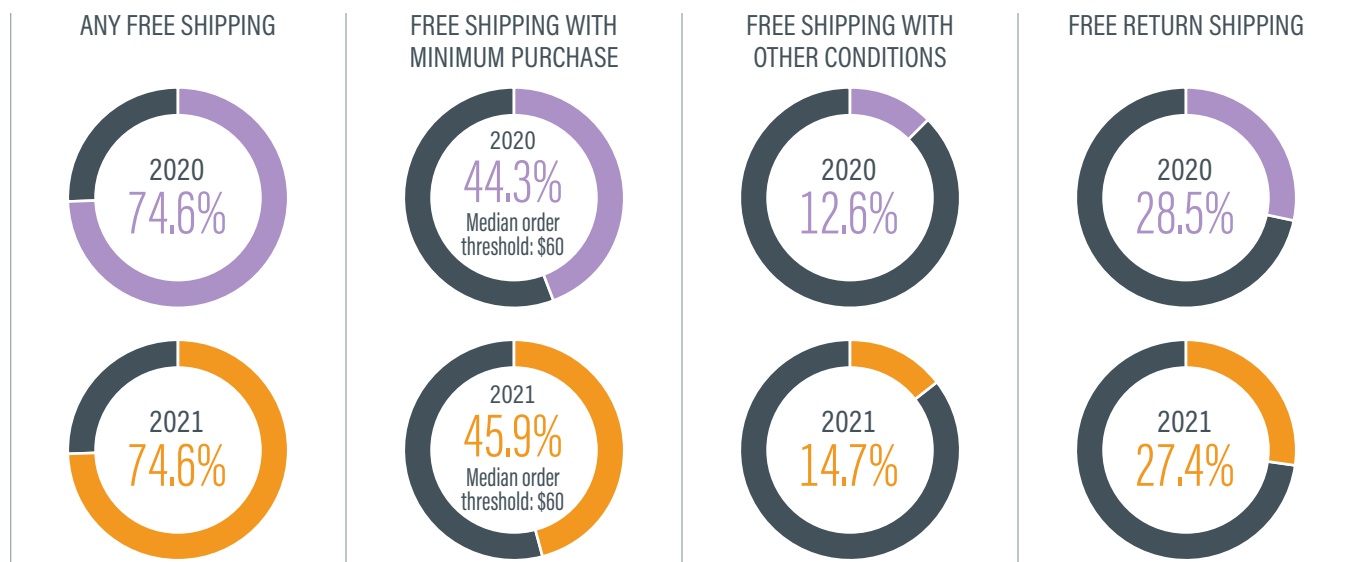 ANY FREE SHIPPING
2020
74.6%
2021
74.6%
FREE SHIPPING WITH
MINIMUM PURCHASE
2020
44.3%
Median order
threshold: $60
2021
45.9%
Median order
threshold: $60
FREE SHIPPING WITH
OTHER CONDITIONS
2020
12.6%
2021
14.7%
FREE RETURN SHIPPING
2020
28.5%
2021
27.4%